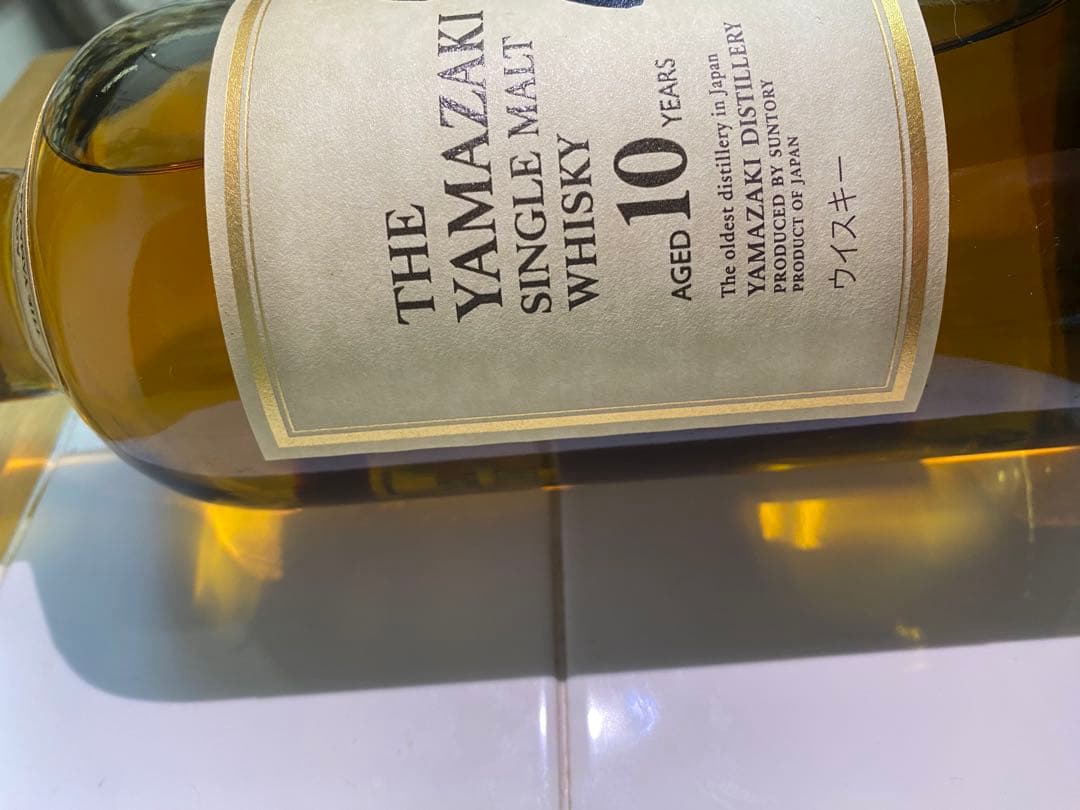 THE
YAMAZAKI
SINGLE MALT
WHISKY
AGED 10 YEARS
The oldest distillery in Japan
YAMAZAKI DISTILLERY
PRODUCED BY SUNTORY
PRODUCT OF JAPAN
ウイスキー